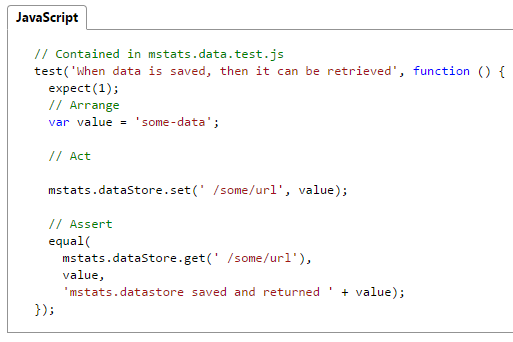 JavaScript
// Contained in mstats.data.test.js
test('When data is saved, then it can be retrieved', function () {
expect(1);
// Arrange
var value = 'some-data';
// Act
mstats.dataStore.set(' /some/url', value);
// Assert
equal(
mstats.dataStore.get(' /some/url'),
value,
'mstats.datastore saved and returned ' + value);
});